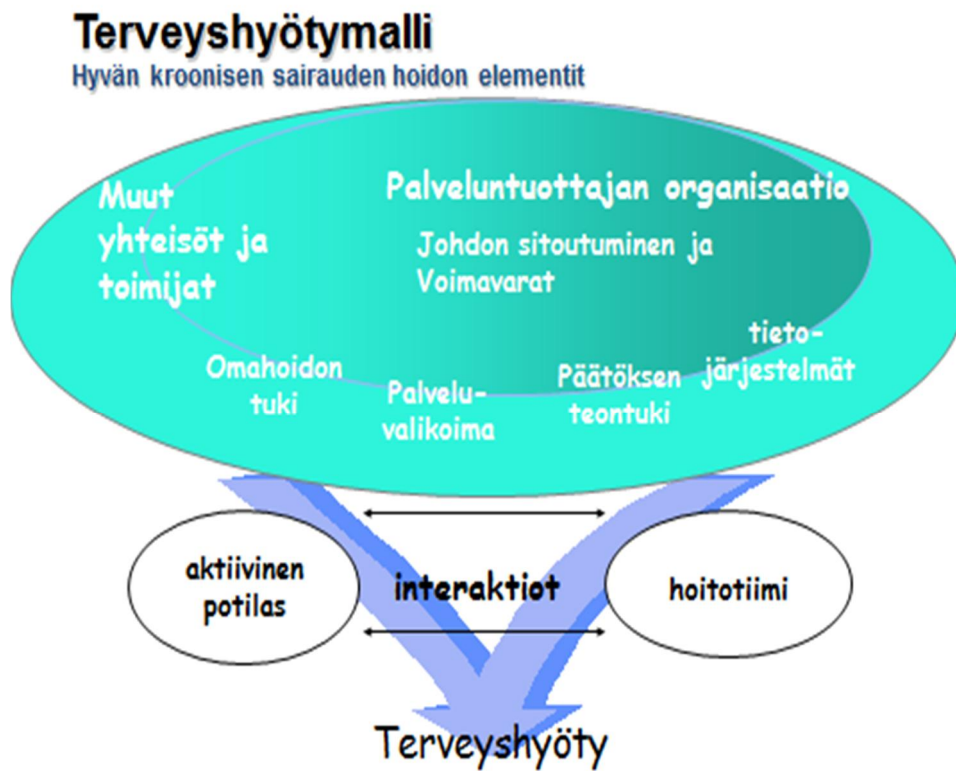 Terveyshyötymalli
Hyvän kroonisen sairauden hoidon elementit
Muut
yhteisöt ja
toimijat
Palveluntuottajan organisaatio
Johdon sitoutuminen ja
Voimavarat
Omahoidon
tuki
Palvelu-
valikoima
Päätöksen
teontuki
tieto-
järjestelmät
aktiivinen
potilas
interaktiot
hoitotiimi
Terveyshyöty